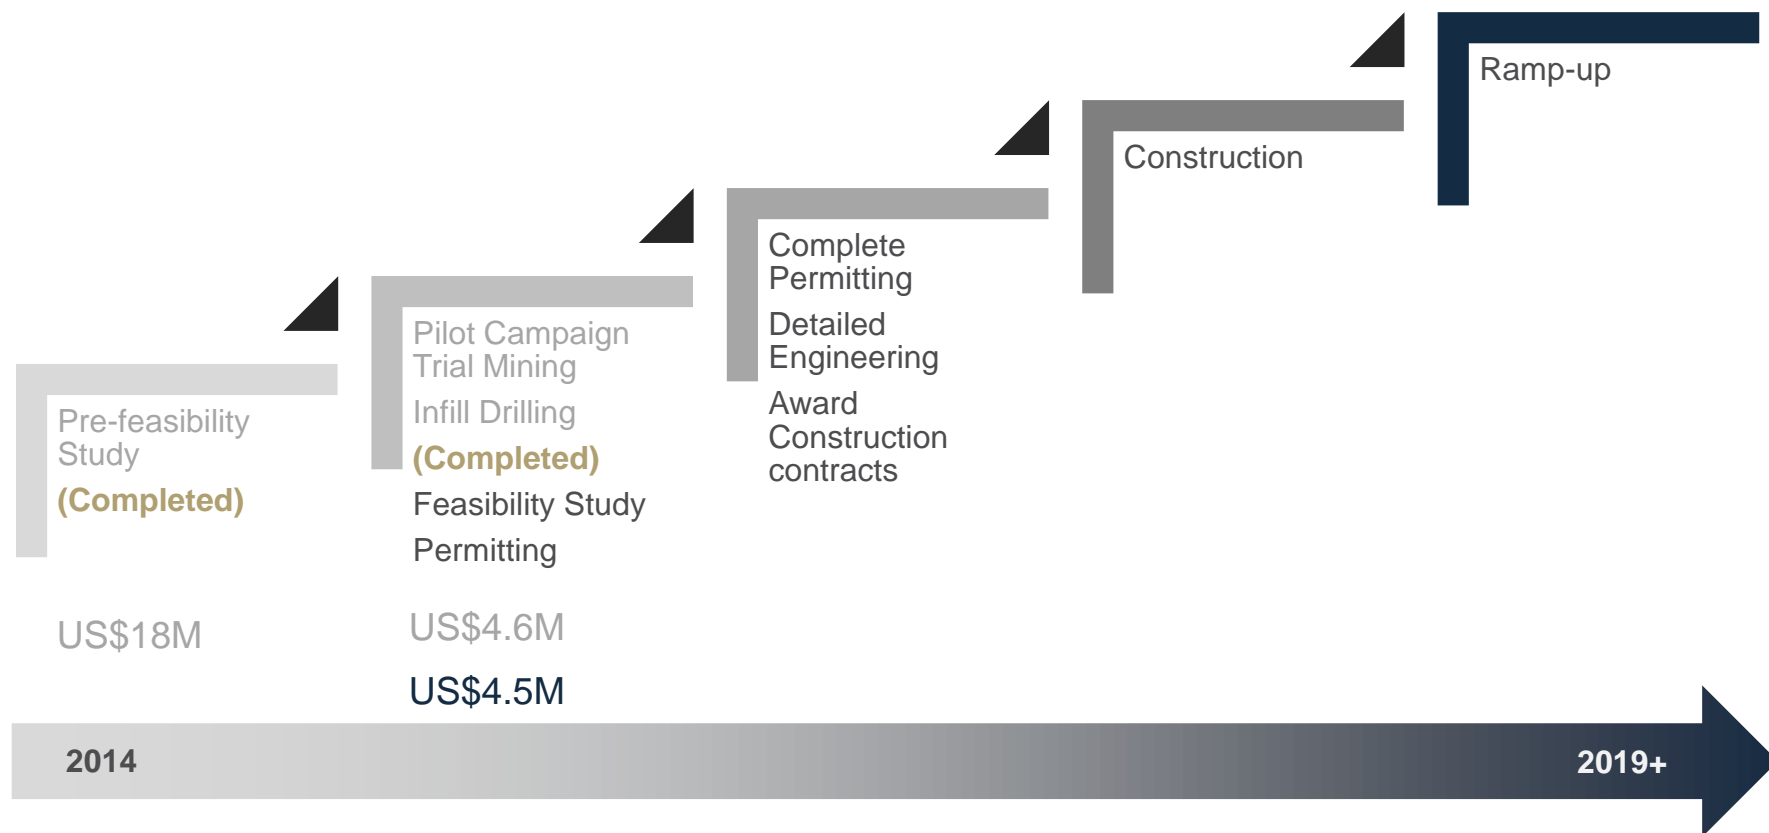 Pre-feasibility
Study
(Completed)
US$18M
Pilot Campaign
Trial Mining
Infill Drilling
(Completed)
Feasibility Study
Permitting
US$4.6M
US$4.5M
Complete
Permitting
Detailed
Engineering
Award
Construction
contracts
Construction
Ramp-up
2014
2019+